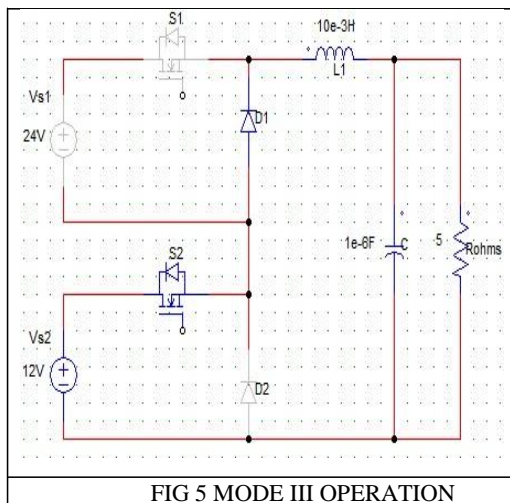 S1
10e-3H
L1
Vs1
24V
D1
S2
1e-6F
C
5
Rohms
Vs2
12V
D2
FIG 5 MODE III OPERATION